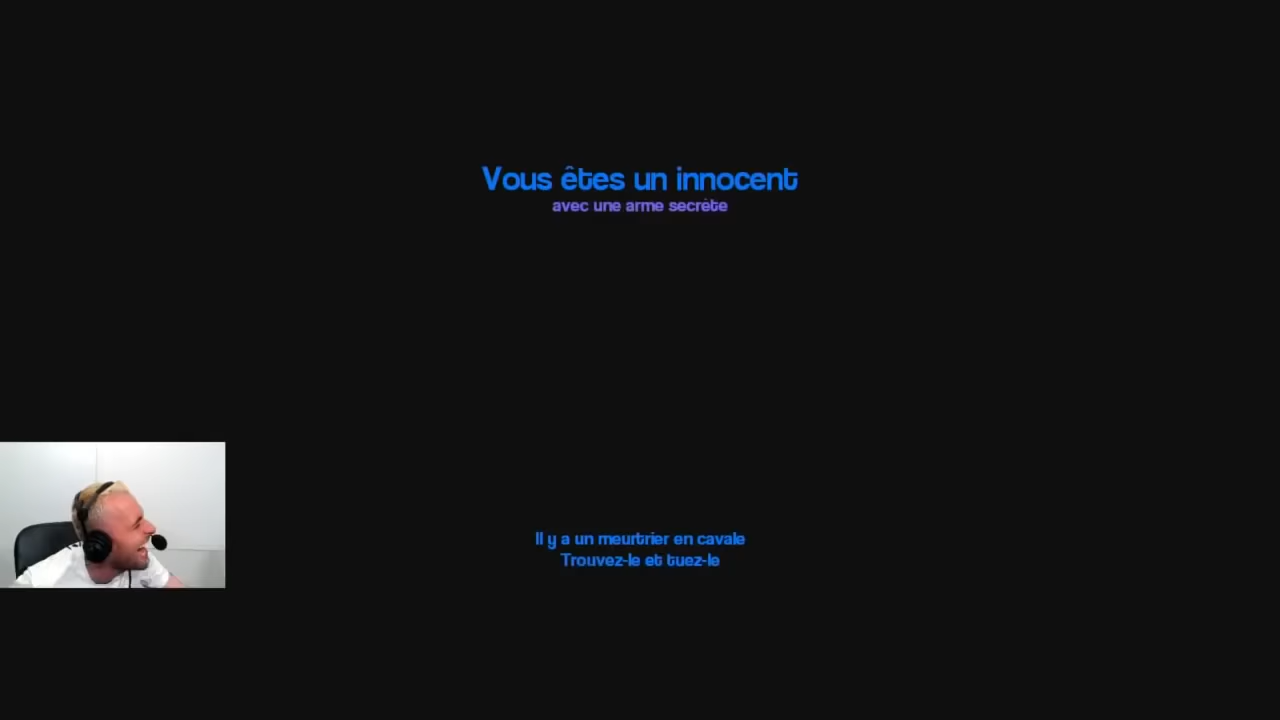 Vous êtes un innocent
avec une arme secrète
Il y a un meurtrier en cavale
Trouvez-le et tuez-le